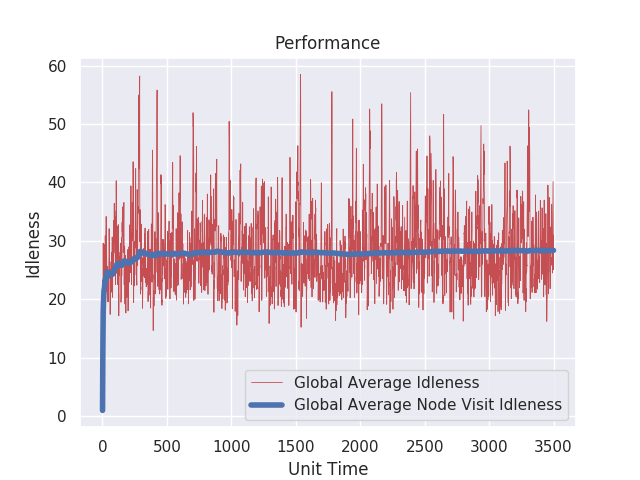 Performance
60
50
40
30
20
10
0
Idleness
Global Average Idleness
Global Average Node Visit Idleness
0 500 1000 1500 2000 2500 3000 3500
Unit Time